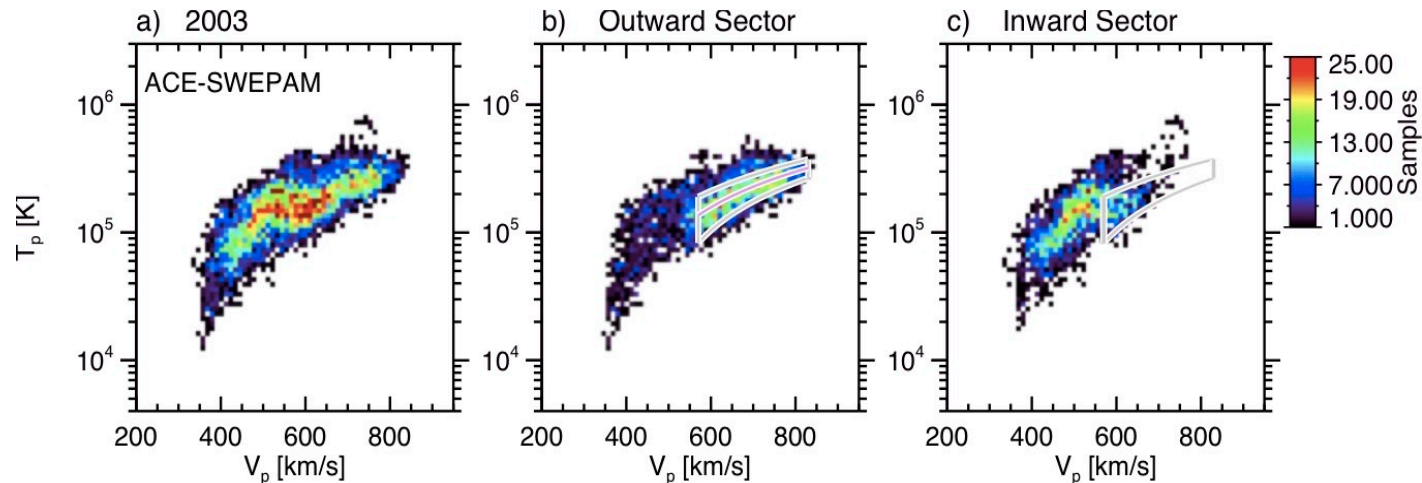 a) 2003
b) Outward Sector
c) Inward Sector
ACE-SWEPAM
10⁶
10⁵
10⁴
T_p [K]
200 400 600 800
V_p [km/s]
10⁶
10⁵
10⁴
200 400 600 800
V_p [km/s]
10⁶
10⁵
10⁴
200 400 600 800
V_p [km/s]
25.00
19.00
13.00
7.000
1.000
Samples